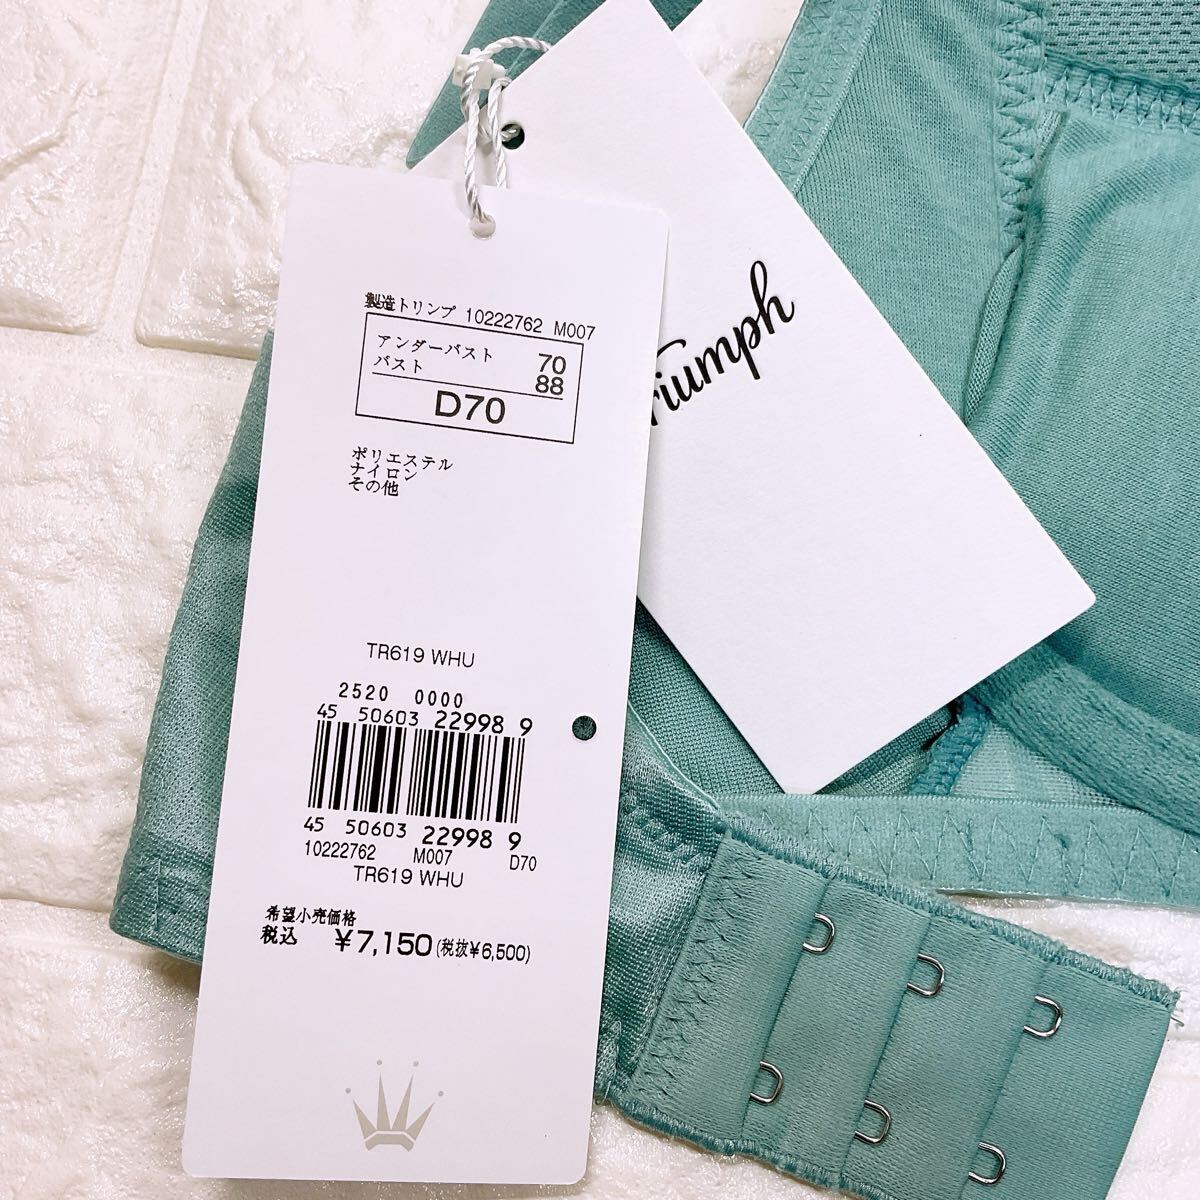 製造トリンプ 10222762 M007
アンダーバスト 70
バスト 88
D70
ポリエステル
ナイロン
その他
TR619 WHU
2520 0000
45 50603 22998 9
45 50603 22998 9
10222762 M007 D70
TR619 WHU
希望小売価格
税込 ¥7,150(税抜¥6,500)
Triumph